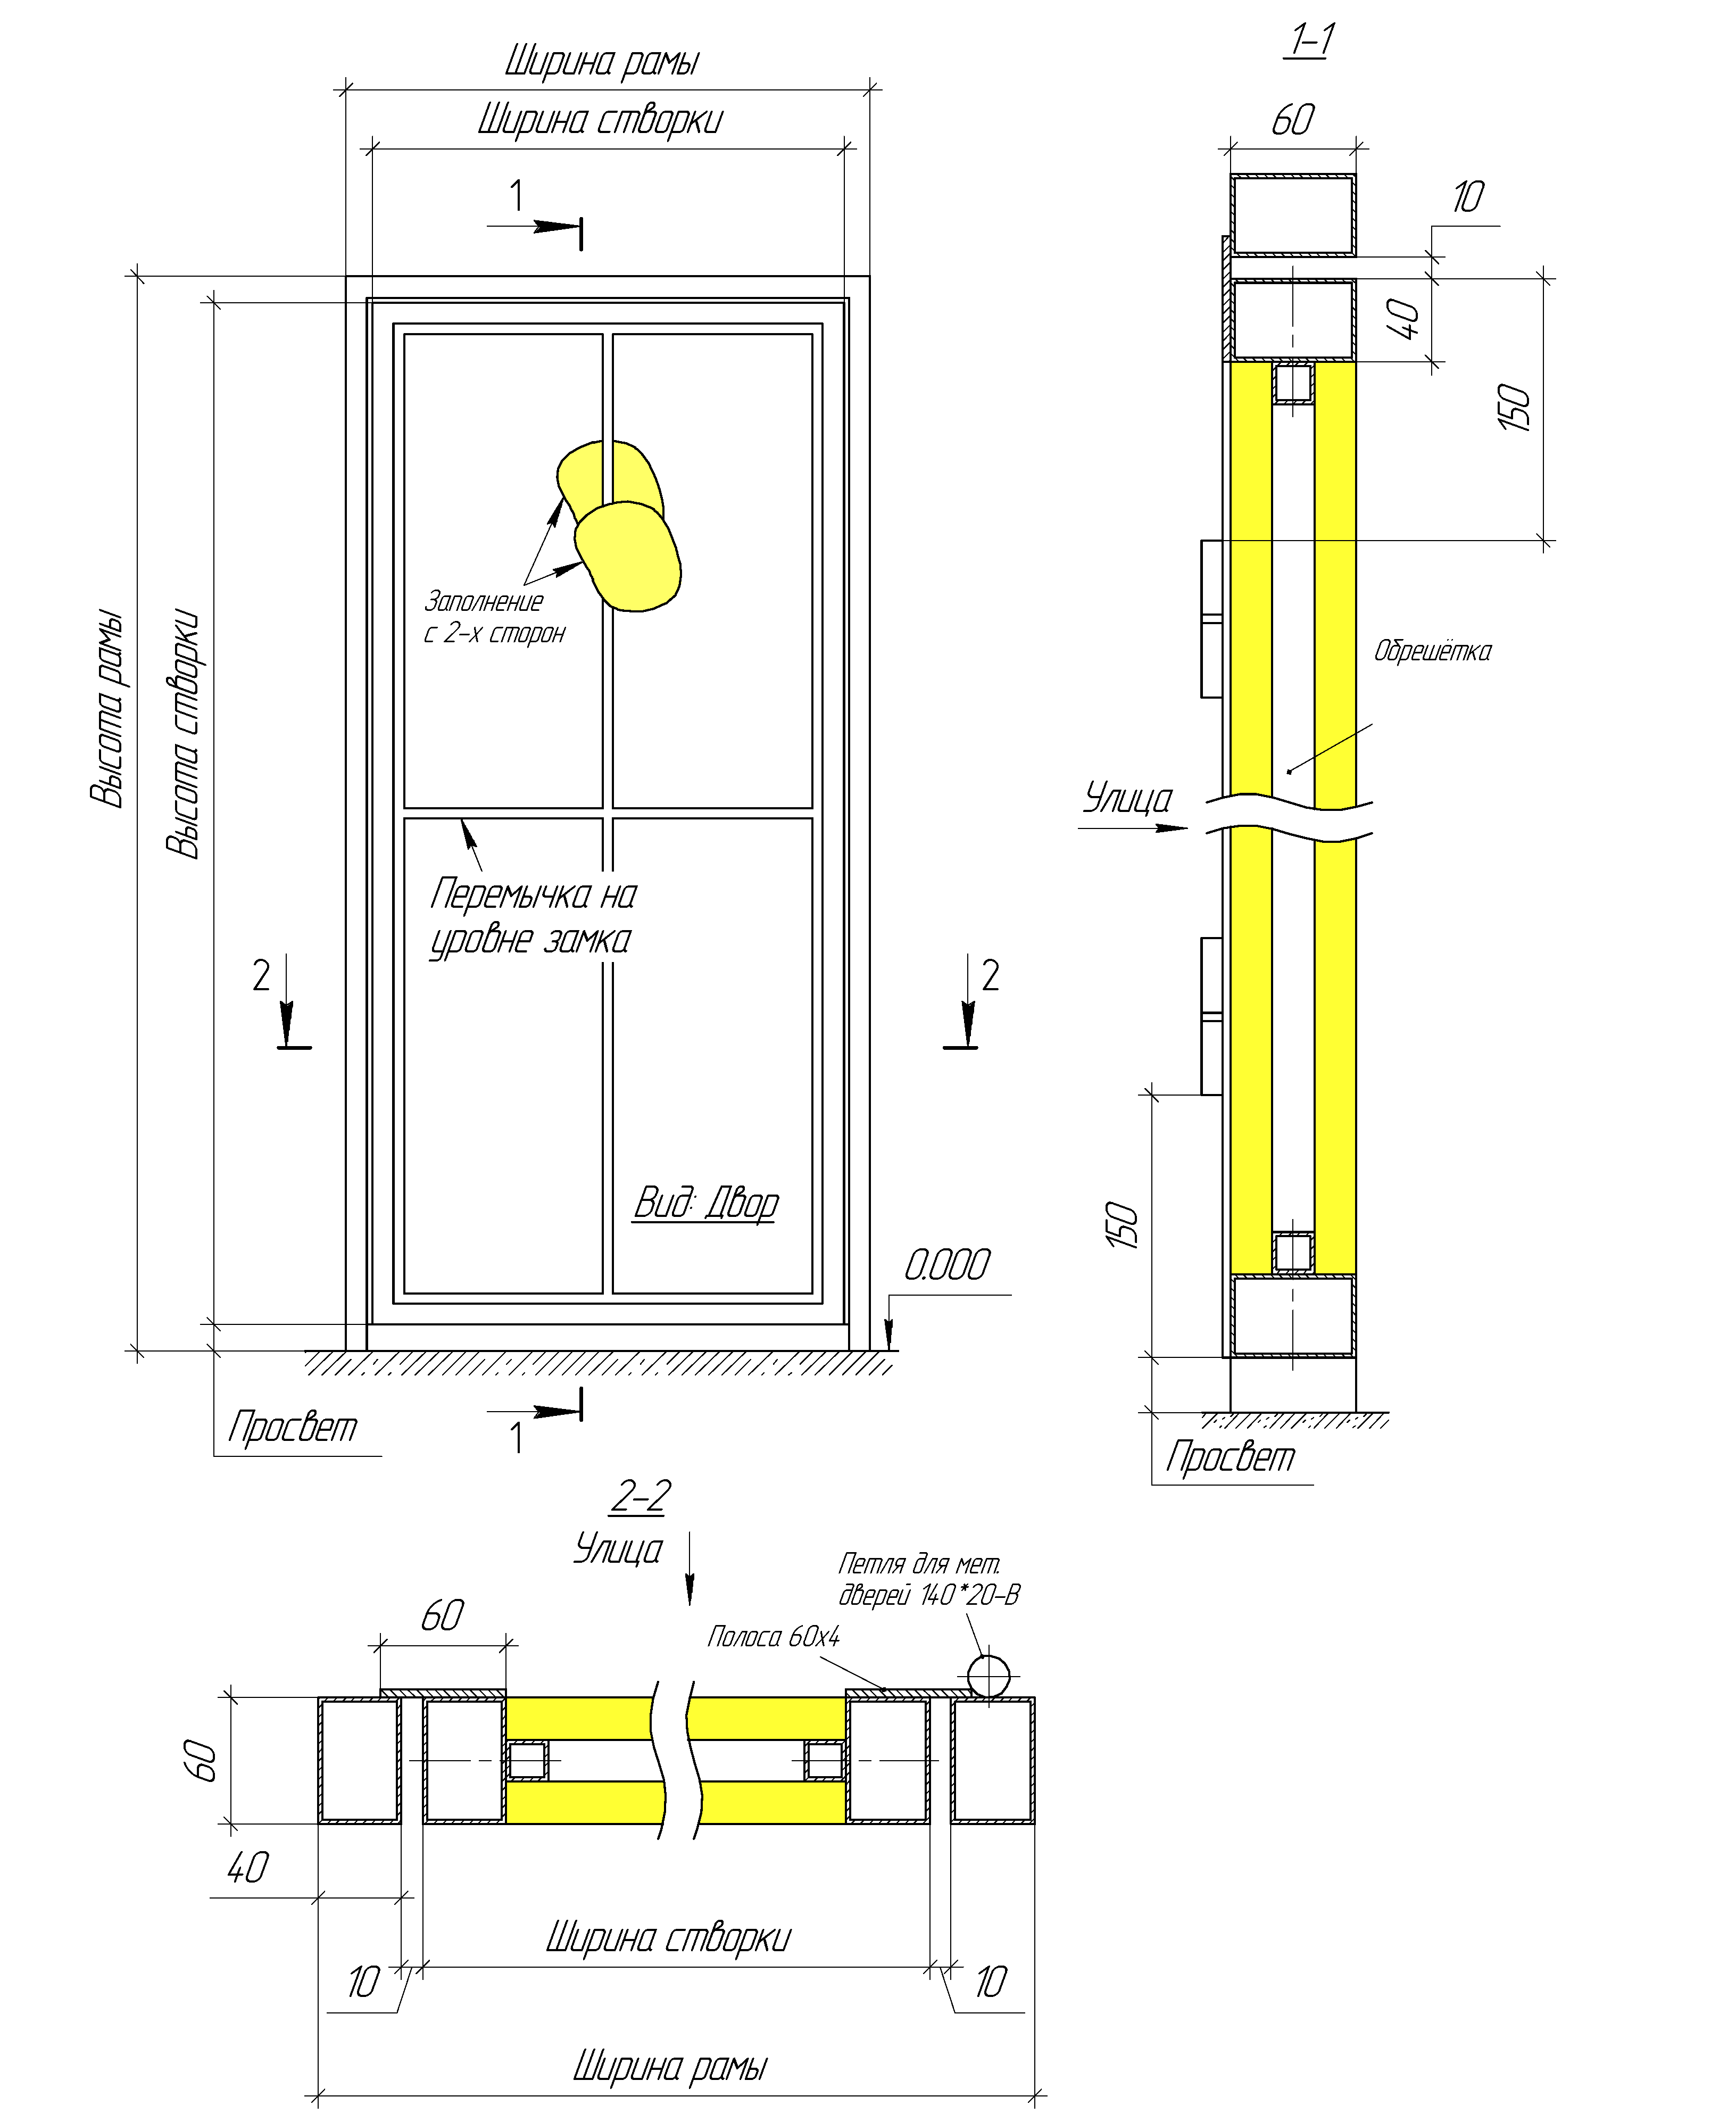 Ширина рамы
Ширина створки
1
Высота рамы
Высота створки
Заполнение
с 2-х сторон
Перемычка на
уровне замка
2
2
Вид: Двор
0.000
1
Просвет
1-1
60
10
40
150
Обрешётка
Улица
150
Просвет
2-2
Улица
Петля для мет.
дверей 140*20-В
Полоса 60х4
60
60
40
Ширина створки
10
10
Ширина рамы